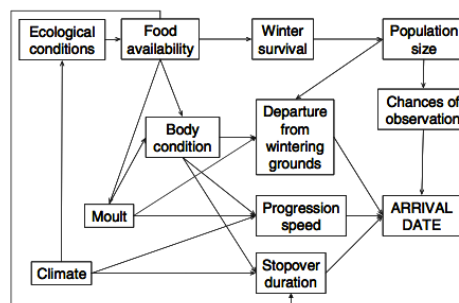 Ecological
conditions
Food
availability
Winter
survival
Population
size
Chances of
observation
Body
condition
Departure
from
wintering
grounds
Moult
Progression
speed
ARRIVAL
DATE
Climate
Stopover
duration